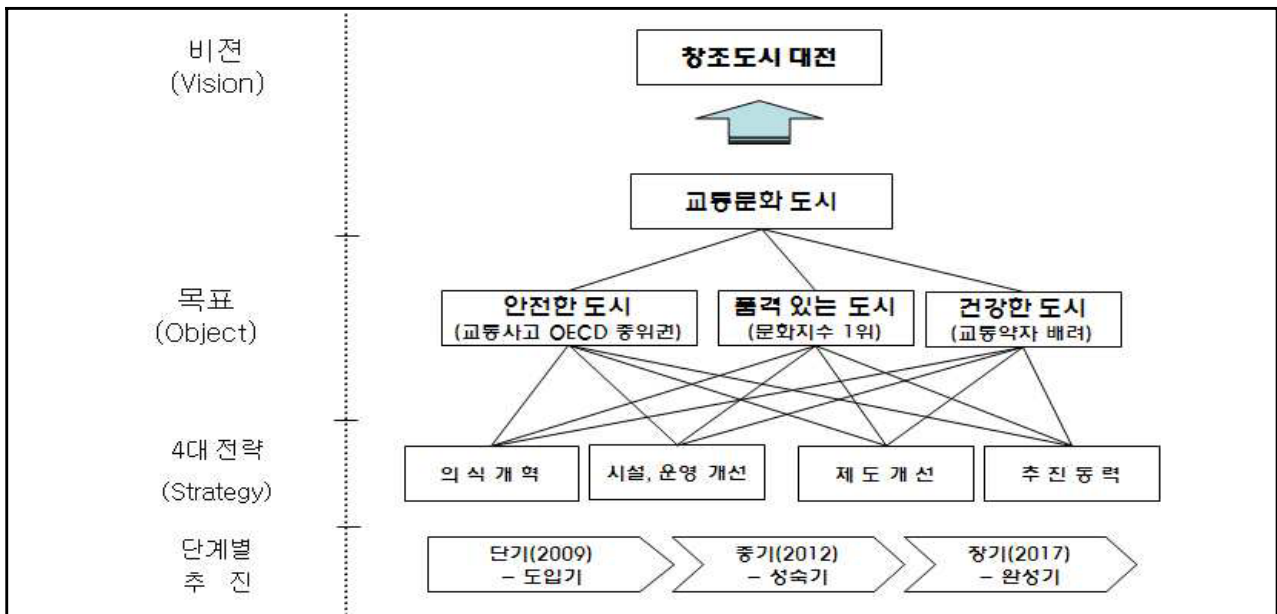 비젼
(Vision)
창조도시 대전
교통문화 도시
목표
(Object)
안전한 도시
(교통사고 OECD 중위권)
품격 있는 도시
(문화지수 1위)
건강한 도시
(교통약자 배려)
4대 전략
(Strategy)
의 식 개 혁
시설, 운영 개선
제 도 개 선
추 진 동 력
단계별
추 진
단기(2009)
– 도입기
중기(2012)
– 성숙기
장기(2017)
– 완성기